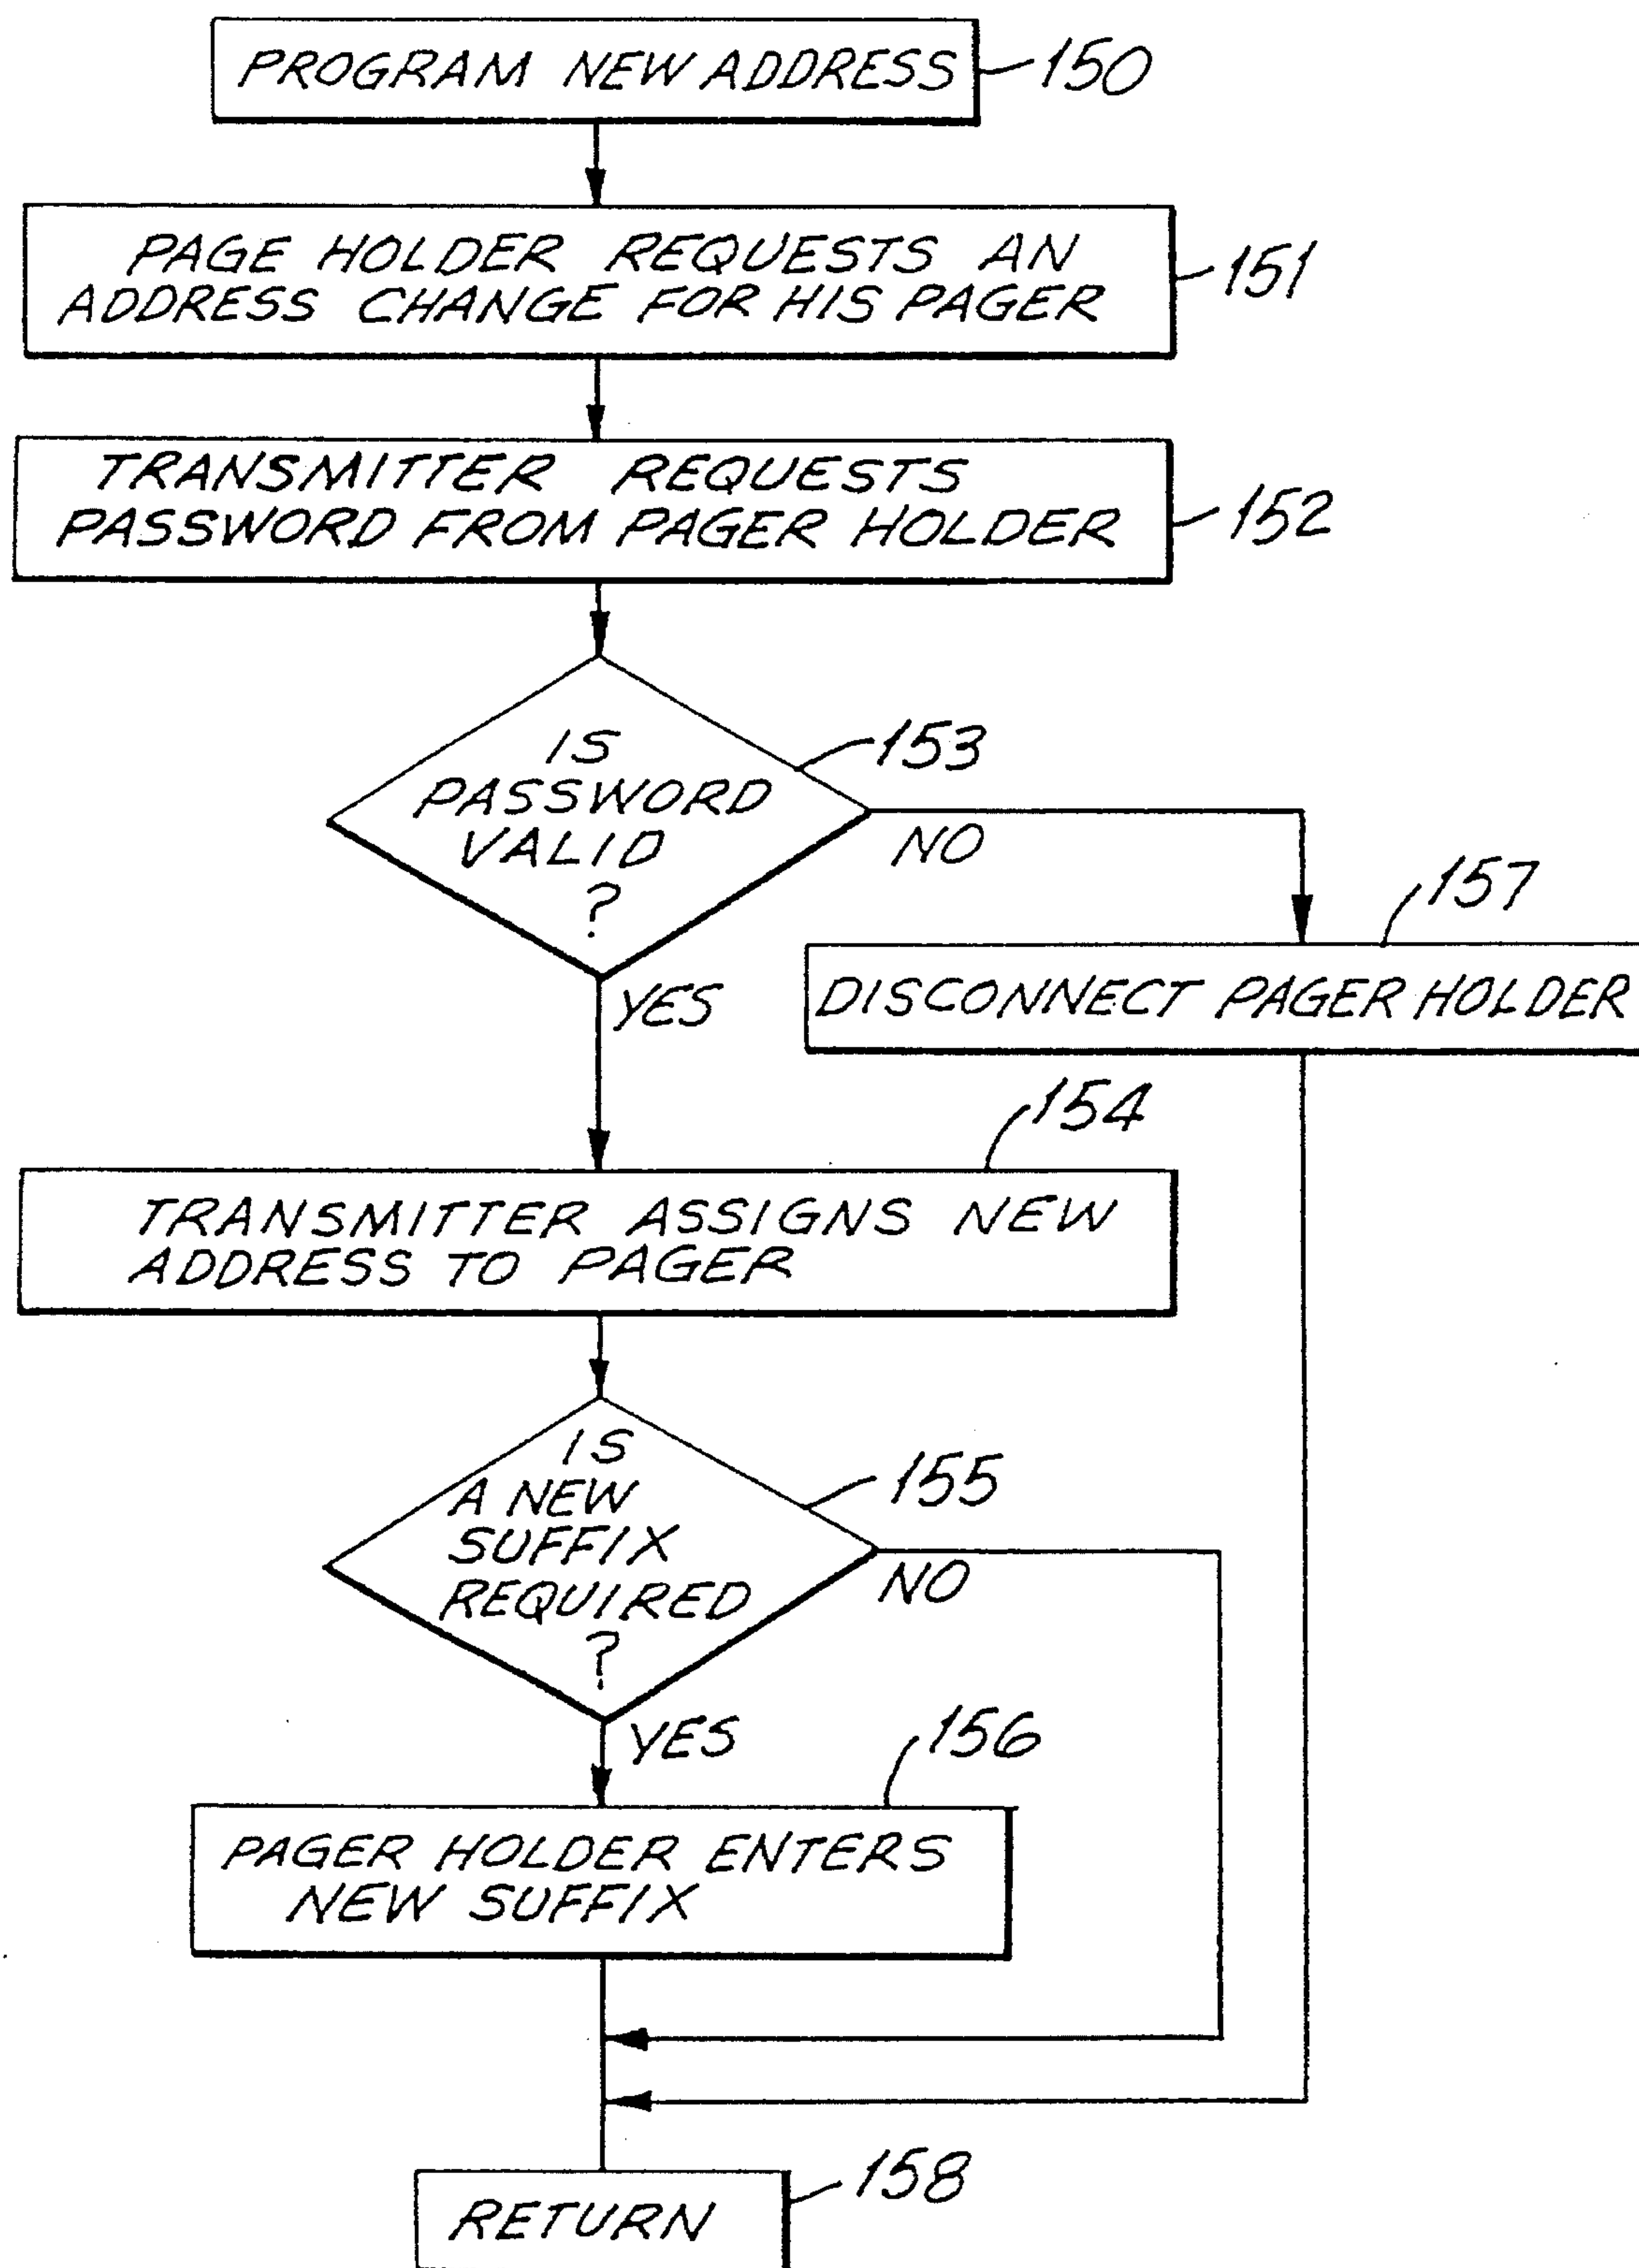 PROGRAM NEW ADDRESS
150
PAGE HOLDER REQUESTS AN
ADDRESS CHANGE FOR HIS PAGER
151
TRANSMITTER REQUESTS
PASSWORD FROM PAGER HOLDER
152
IS
PASSWORD
VALID
?
153
NO
YES
157
DISCONNECT PAGER HOLDER
154
TRANSMITTER ASSIGNS NEW
ADDRESS TO PAGER
IS
A NEW
SUFFIX
REQUIRED
?
155
NO
YES
156
PAGER HOLDER ENTERS
NEW SUFFIX
158
RETURN